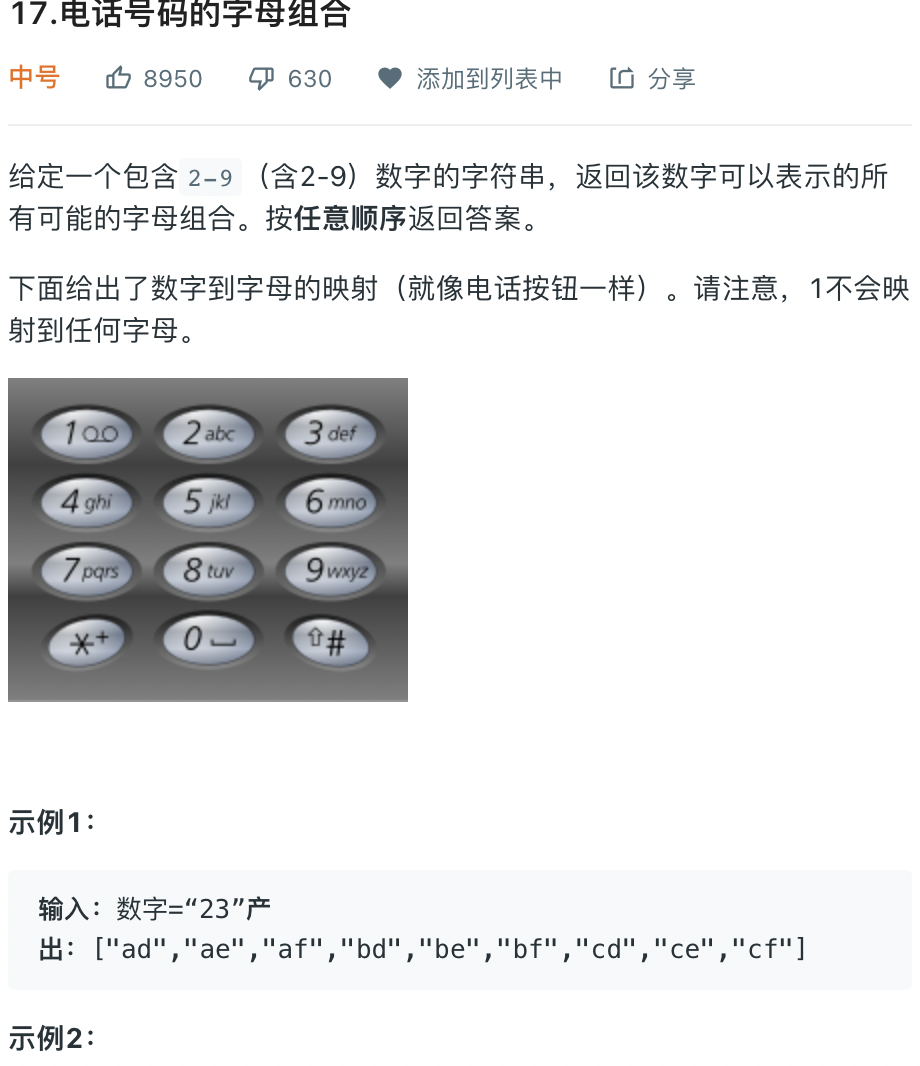 17.电话号码的字母组合
中号 8950 630 添加到列表中 分享
给定一个包含 2-9 （含2-9）数字的字符串，返回该数字可以表示的所
有可能的字母组合。按任意顺序返回答案。
下面给出了数字到字母的映射（就像电话按钮一样）。请注意，1不会映
射到任何字母。
1 2 abc 3 def
4 ghi 5 jkl 6 mno
7 pqrs 8 tuv 9 wxyz
*+ 0 ⇧#
示例1：
输入：数字=“23”产
出：["ad","ae","af","bd","be","bf","cd","ce","cf"]
示例2：